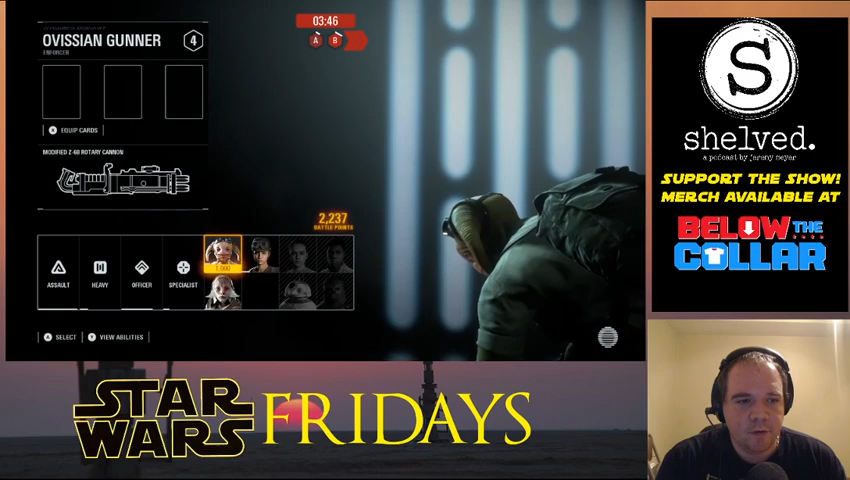 OVISSIAN GUNNER
4
ENFORCER
EQUIP CARDS
MODIFIED Z-6B ROTARY CANNON
03:46
A B
2,237
BATTLE POINTS
ASSAULT
HEAVY
OFFICER
SPECIALIST
1,000
A SELECT
Y VIEW ABILITIES
STAR
WARS
FRIDAYS
S
shelved.
a podcast by jeremy meyer
SUPPORT THE SHOW!
MERCH AVAILABLE AT
BELOW THE
COLLAR